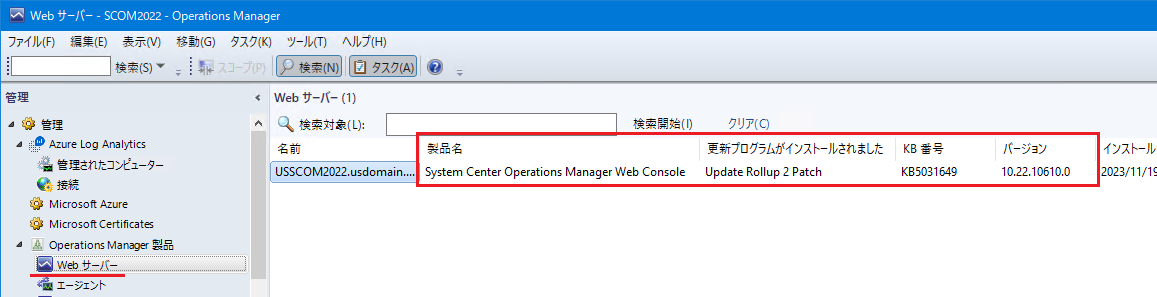 Web サーバー - SCOM2022 - Operations Manager
ファイル(F) 編集(E) 表示(V) 移動(G) タスク(K) ツール(T) ヘルプ(H)
検索(S) スコープ(P) 検索(N) タスク(A)
管理
管理
Azure Log Analytics
管理されたコンピューター
接続
Microsoft Azure
Microsoft Certificates
Operations Manager 製品
Web サーバー
エージェント
Web サーバー (1)
検索対象(L): 検索開始(I) クリア(C)
名前 製品名 更新プログラムがインストールされました KB 番号 バージョン インストール
USSCOM2022.usdomain.... System Center Operations Manager Web Console Update Rollup 2 Patch KB5031649 10.22.10610.0 2023/11/19